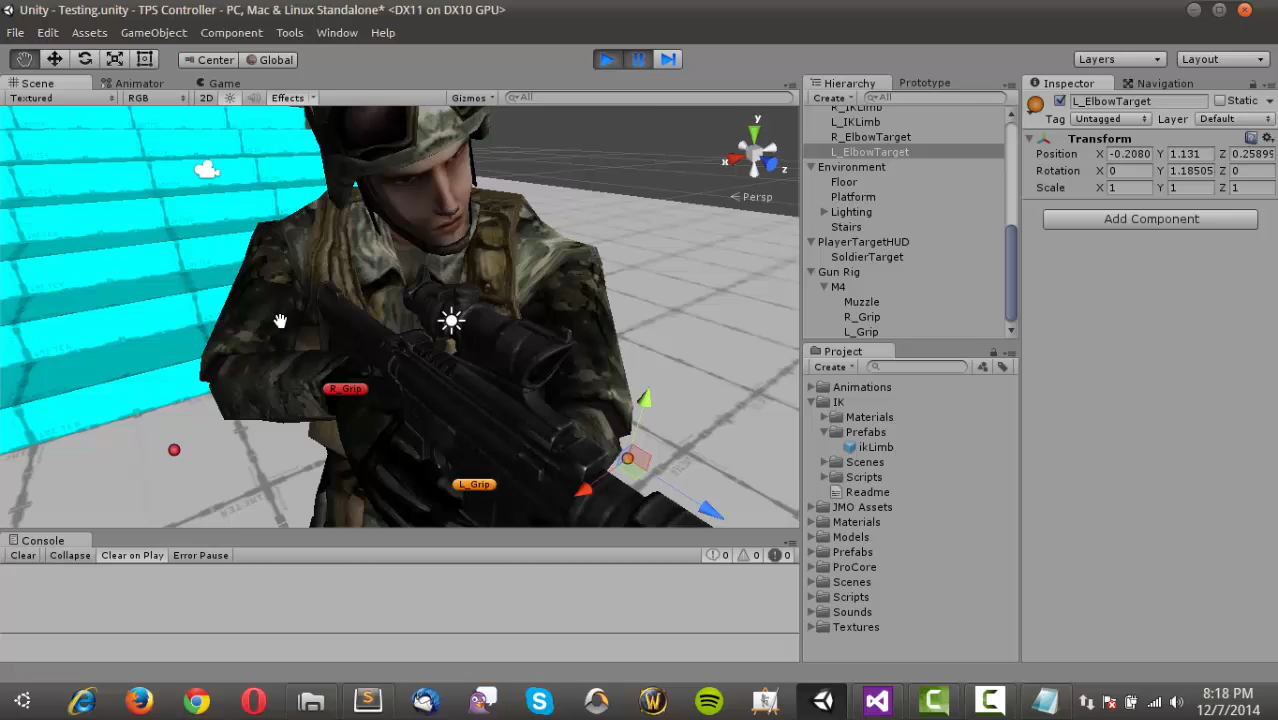 Unity - Testing.unity - TPS Controller - PC, Mac & Linux Standalone* <DX11 on DX10 GPU>
File Edit Assets GameObject Component Tools Window Help
Center Global Layers Layout
Scene Animator Game
Textured RGB 2D Effects Gizmos All
Persp
y
x
z
R_Grip
L_Grip
Console
Clear Collapse Clear on Play Error Pause 0 0 0
Hierarchy Prototype
Create All
R_IKLimb
L_IKLimb
R_ElbowTarget
L_ElbowTarget
Environment
Floor
Platform
Lighting
Stairs
PlayerTargetHUD
SoldierTarget
Gun Rig
M4
Muzzle
R_Grip
L_Grip
Project
Create
Animations
IK
Materials
Prefabs
ikLimb
Scenes
Scripts
Readme
JMO Assets
Materials
Models
Prefabs
ProCore
Scenes
Scripts
Sounds
Textures
Inspector Navigation
L_ElbowTarget Static
Tag Untagged Layer Default
Transform
Position X -0.2080 Y 1.131 Z 0.25899
Rotation X 0 Y 1.18505 Z 0
Scale X 1 Y 1 Z 1
Add Component
8:18 PM
12/7/2014